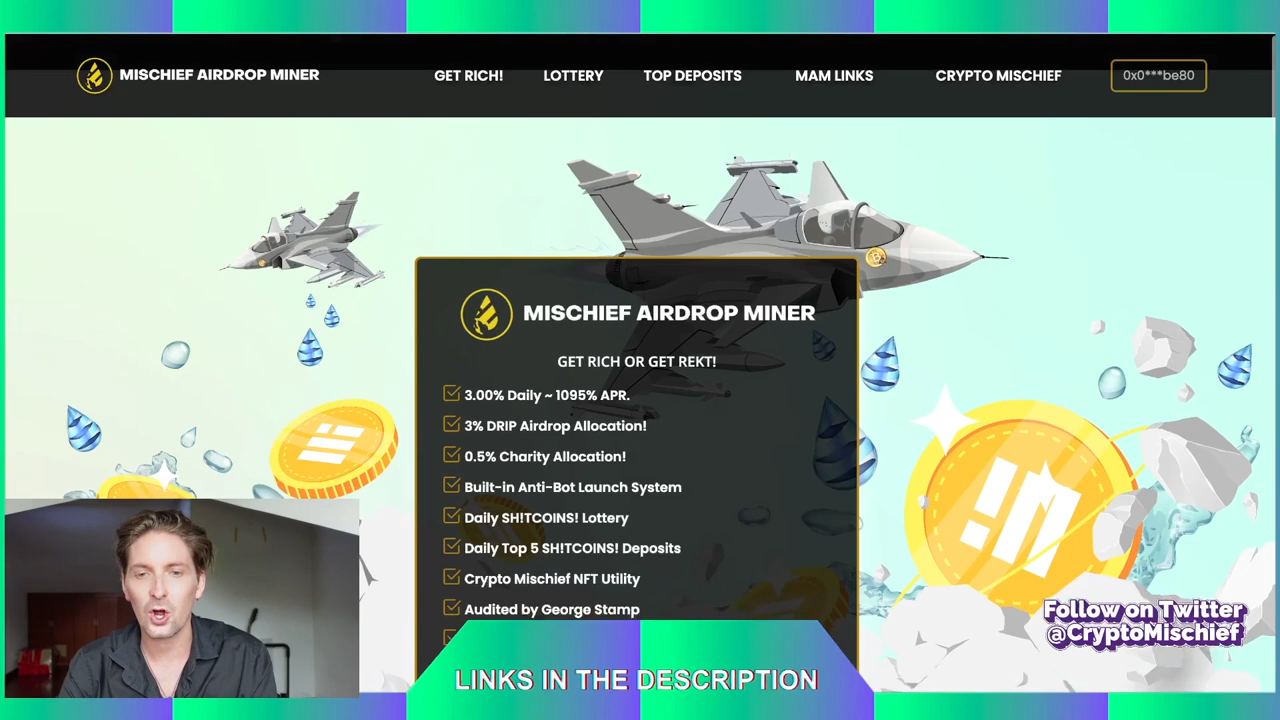 MISCHIEF AIRDROP MINER
GET RICH!
LOTTERY
TOP DEPOSITS
MAM LINKS
CRYPTO MISCHIEF
0x0***be80
MISCHIEF AIRDROP MINER
GET RICH OR GET REKT!
3.00% Daily ~ 1095% APR.
3% DRIP Airdrop Allocation!
0.5% Charity Allocation!
Built-in Anti-Bot Launch System
Daily SH!TCOINS! Lottery
Daily Top 5 SH!TCOINS! Deposits
Crypto Mischief NFT Utility
Audited by George Stamp
Follow on Twitter
@CryptoMischief
LINKS IN THE DESCRIPTION